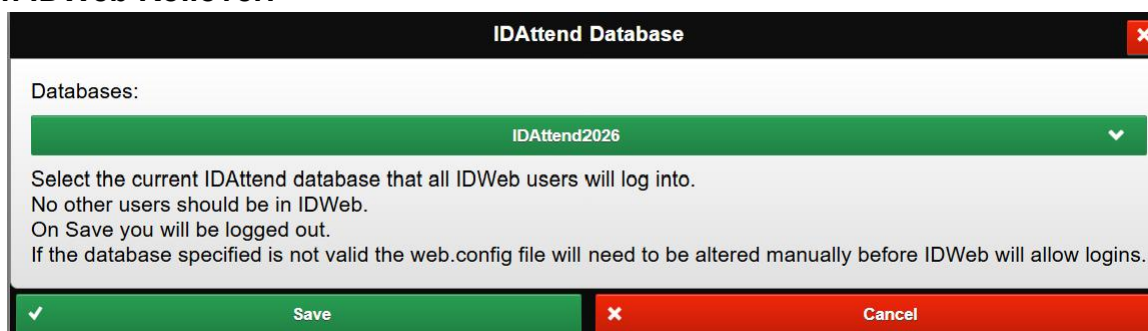 IDAttend Database
Databases:
IDAttend2026
Select the current IDAttend database that all IDWeb users will log into.
No other users should be in IDWeb.
On Save you will be logged out.
If the database specified is not valid the web.config file will need to be altered manually before IDWeb will allow logins.
Save
Cancel